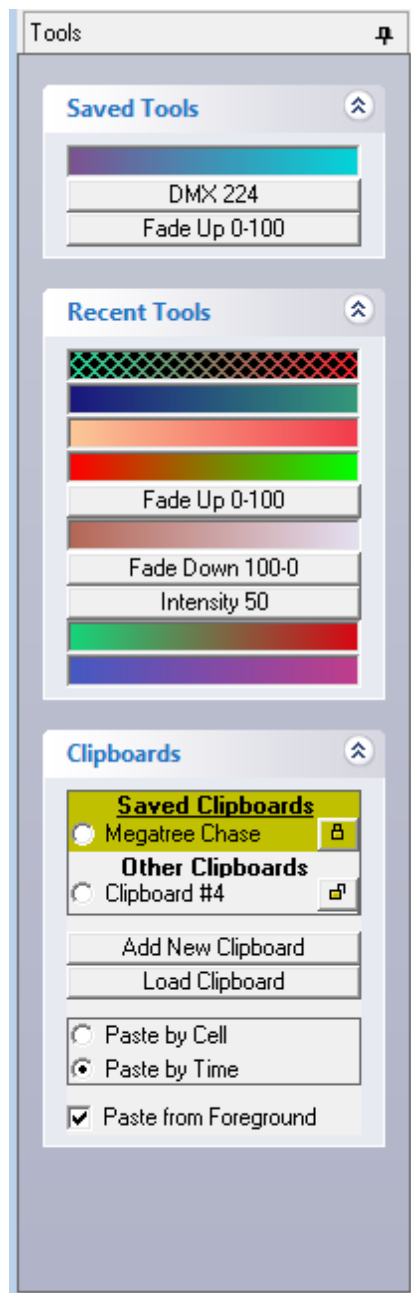 Tools
Saved Tools
DMX 224
Fade Up 0-100
Recent Tools
Fade Up 0-100
Fade Down 100-0
Intensity 50
Clipboards
Saved Clipboards
Megatree Chase
Other Clipboards
Clipboard #4
Add New Clipboard
Load Clipboard
Paste by Cell
Paste by Time
Paste from Foreground